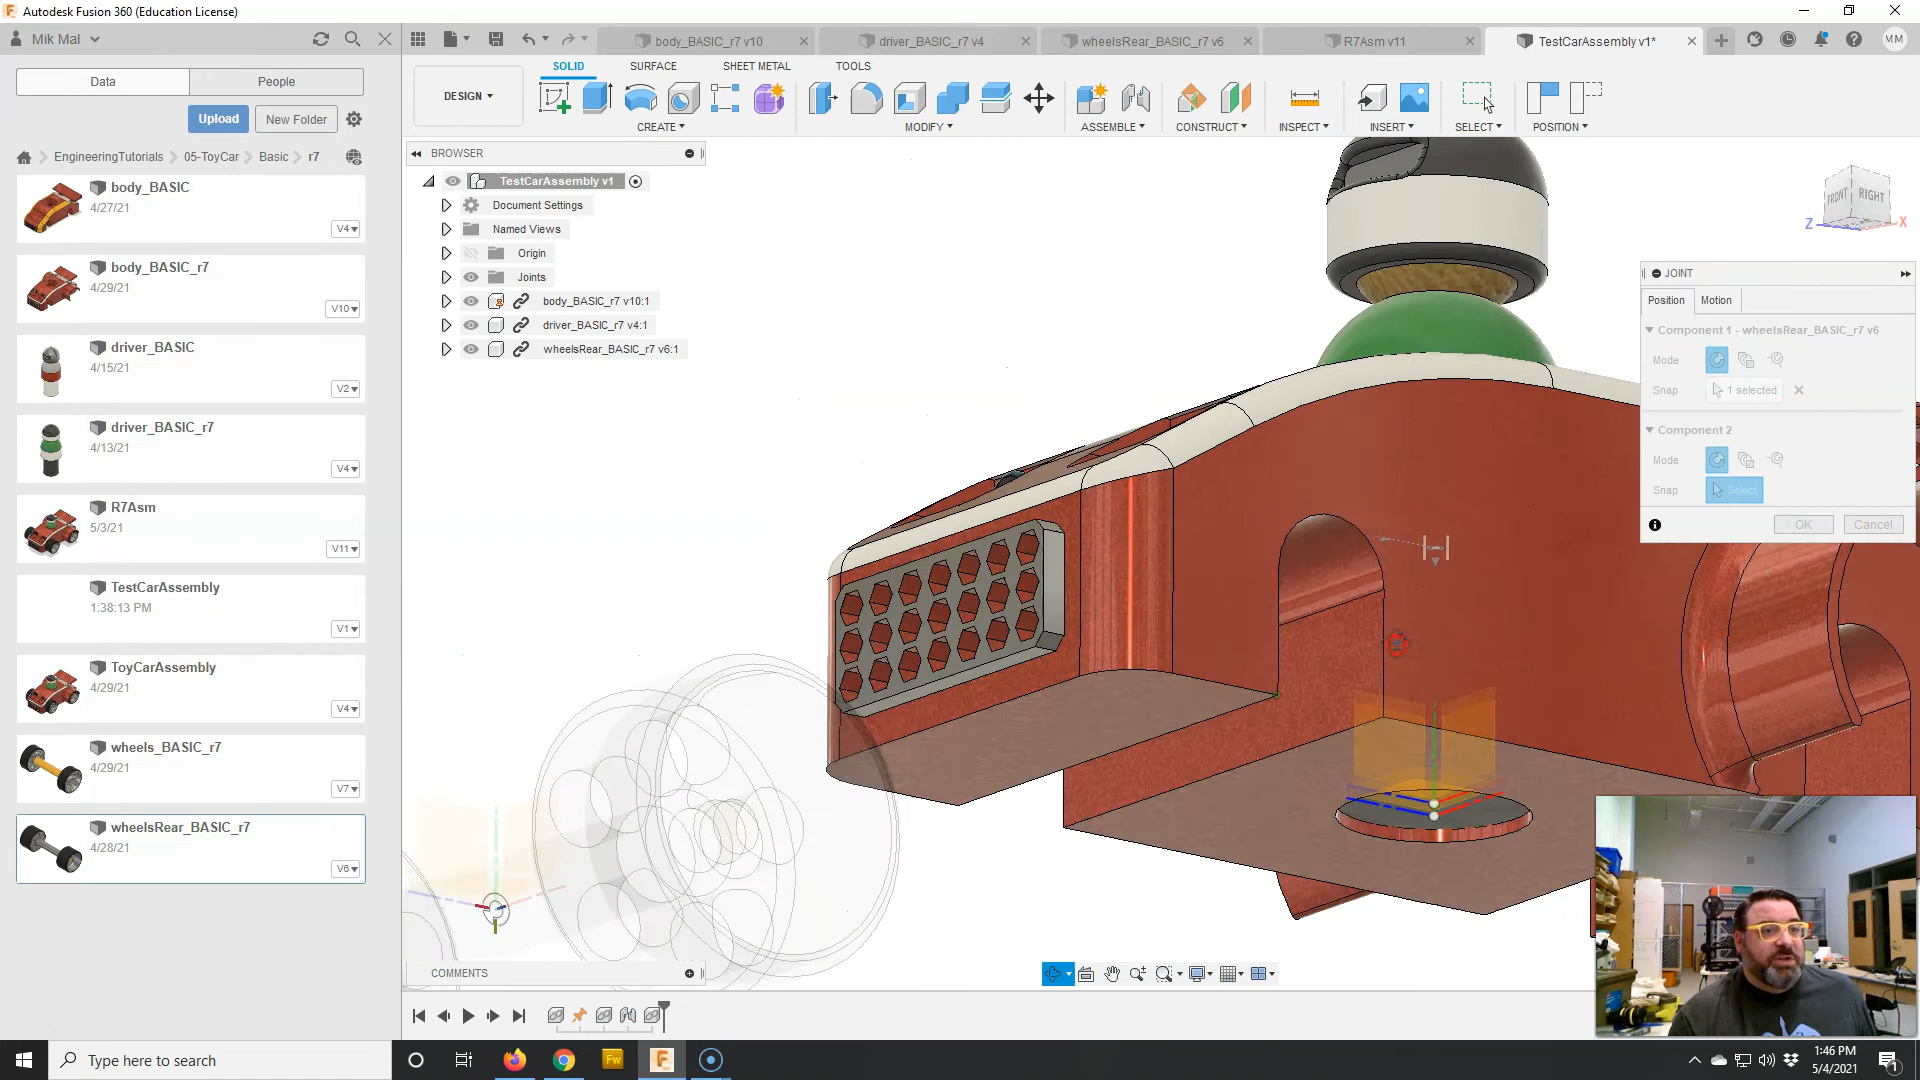 Autodesk Fusion 360 (Education License)
Mik Mal
body_BASIC_r7 v10
driver_BASIC_r7 v4
wheelsRear_BASIC_r7 v6
R7Asm v11
TestCarAssembly v1*
MM
Data
People
Upload
New Folder
EngineeringTutorials
05-ToyCar
Basic
r7
SOLID
SURFACE
SHEET METAL
TOOLS
DESIGN
CREATE
MODIFY
ASSEMBLE
CONSTRUCT
INSPECT
INSERT
SELECT
POSITION
body_BASIC
4/27/21
V4
body_BASIC_r7
4/29/21
V10
driver_BASIC
4/15/21
V2
driver_BASIC_r7
4/13/21
V4
R7Asm
5/3/21
V11
TestCarAssembly
1:38:13 PM
V1
ToyCarAssembly
4/29/21
V4
wheels_BASIC_r7
4/29/21
V7
wheelsRear_BASIC_r7
4/28/21
V6
BROWSER
TestCarAssembly v1
Document Settings
Named Views
Origin
Joints
body_BASIC_r7 v10:1
driver_BASIC_r7 v4:1
wheelsRear_BASIC_r7 v6:1
FRONT
RIGHT
Z
X
JOINT
Position
Motion
Component 1 - wheelsRear_BASIC_r7 v6
Mode
Snap
1 selected
Component 2
Mode
Snap
Select
OK
Cancel
COMMENTS
Type here to search
Fw
F
1:46 PM
5/4/2021
1